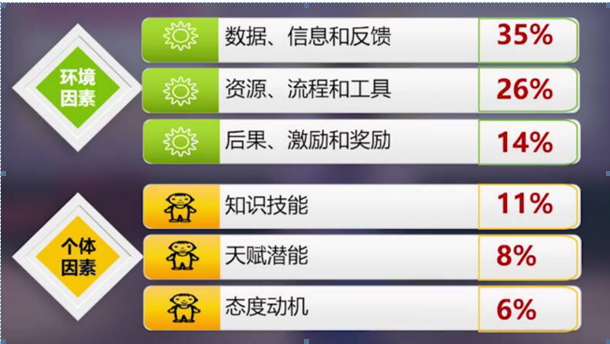 环境
因素
数据、信息和反馈 35%
资源、流程和工具 26%
后果、激励和奖励 14%
个体
因素
知识技能 11%
天赋潜能 8%
态度动机 6%